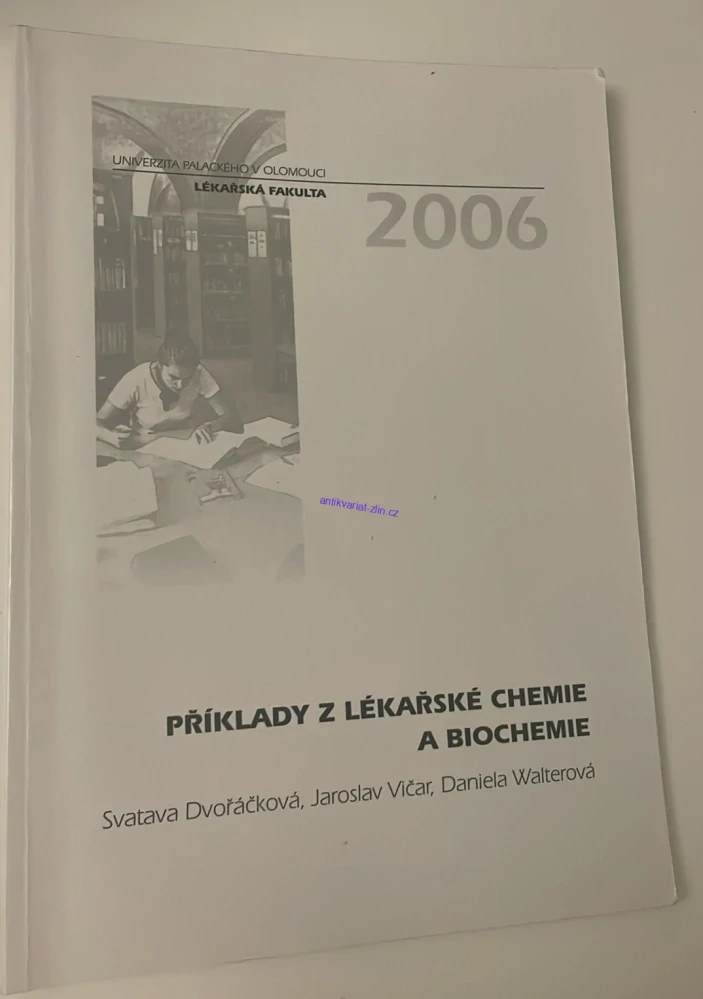 UNIVERZITA PALACKÉHO V OLOMOUCI
LÉKAŘSKÁ FAKULTA
2006
antikvariat-zlin.cz
PŘÍKLADY Z LÉKAŘSKÉ CHEMIE
A BIOCHEMIE
Svatava Dvořáčková, Jaroslav Vičar, Daniela Walterová